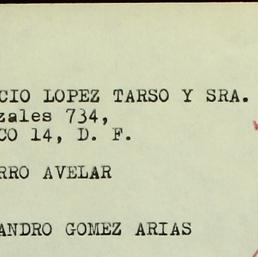 CIO LOPEZ TARSO Y SRA.
zales 734,
CO 14, D. F.
RRO AVELAR
ANDRO GOMEZ ARIAS